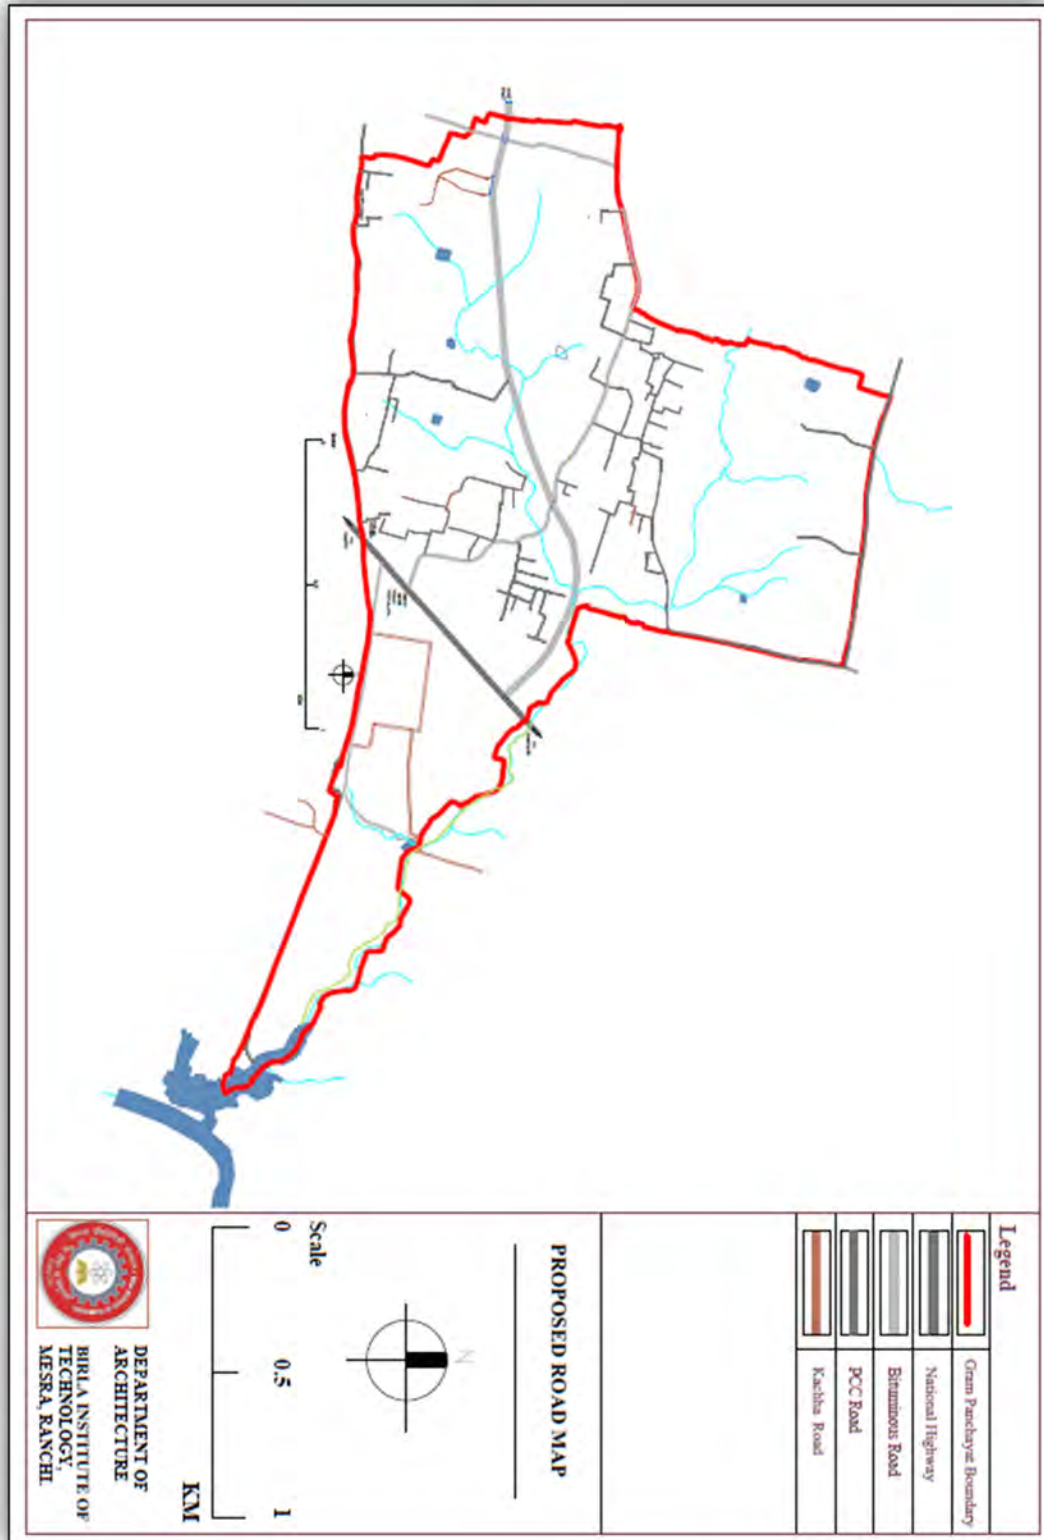 Legend
Gram Panchayat Boundary
National Highway
Bituminous Road
PCC Road
Kachha Road
PROPOSED ROAD MAP
N
Scale
0
0.5
1
KM
DEPARTMENT OF
ARCHITECTURE
BIRLA INSTITUTE OF
TECHNOLOGY,
MESRA, RANCHI.